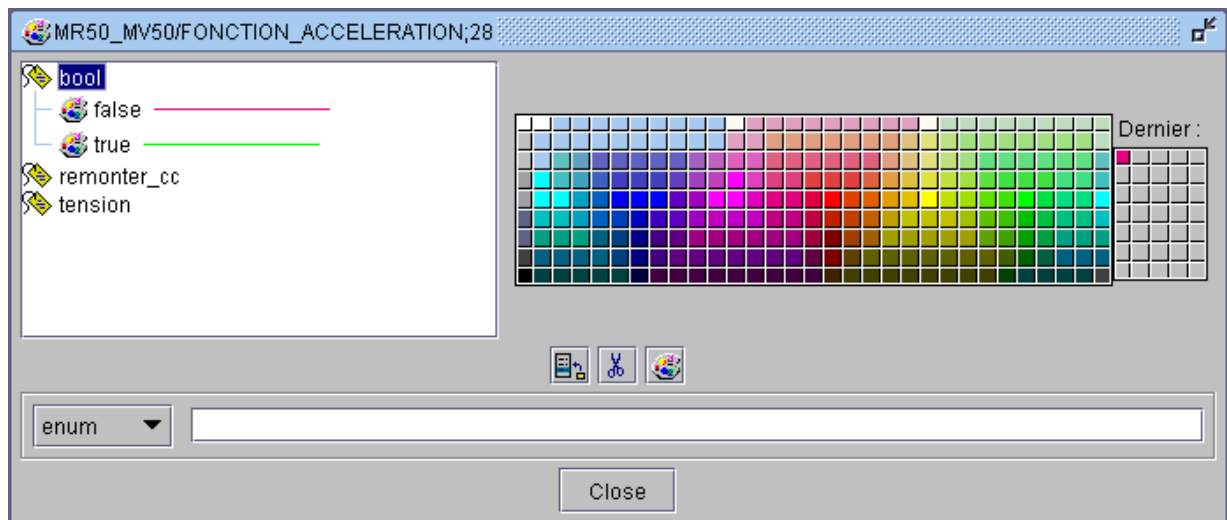 MR50_MV50/FONCTION_ACCELERATION;28
bool
false
true
remonter_cc
tension
Dernier :
enum
Close